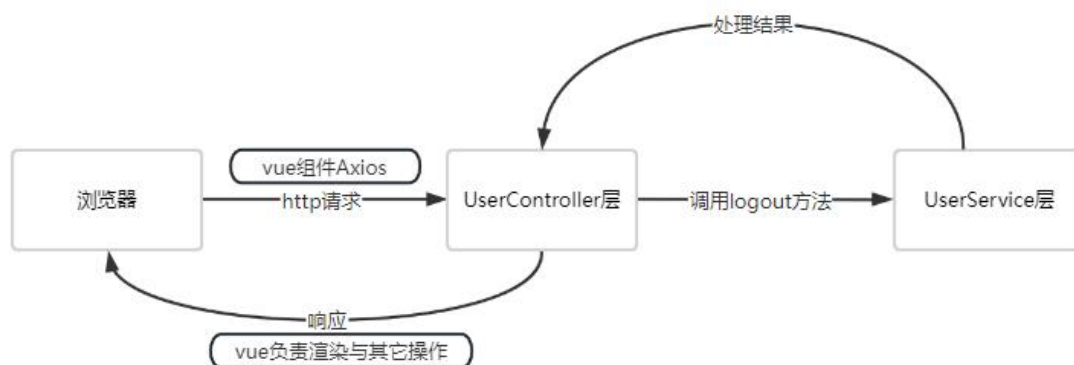 处理结果
vue组件Axios
浏览器
http请求
UserController层
调用logout方法
UserService层
响应
vue负责渲染与其它操作